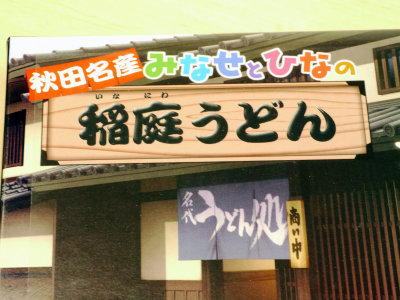 秋田名産みなせとひなの
いな にわ
稲庭うどん
名代
うどん処
商い中